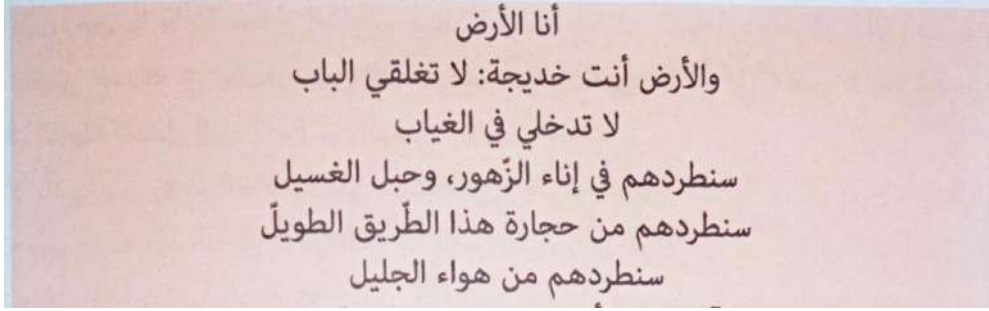 أنا الأرض
والأرض أنت خديجة: لا تغلقي الباب
لا تدخلي في الغياب
سنطردهم في إناء الزّهور، وحبل الغسيل
سنطردهم من حجارة هذا الطّريق الطويلّ
سنطردهم من هواء الجليل